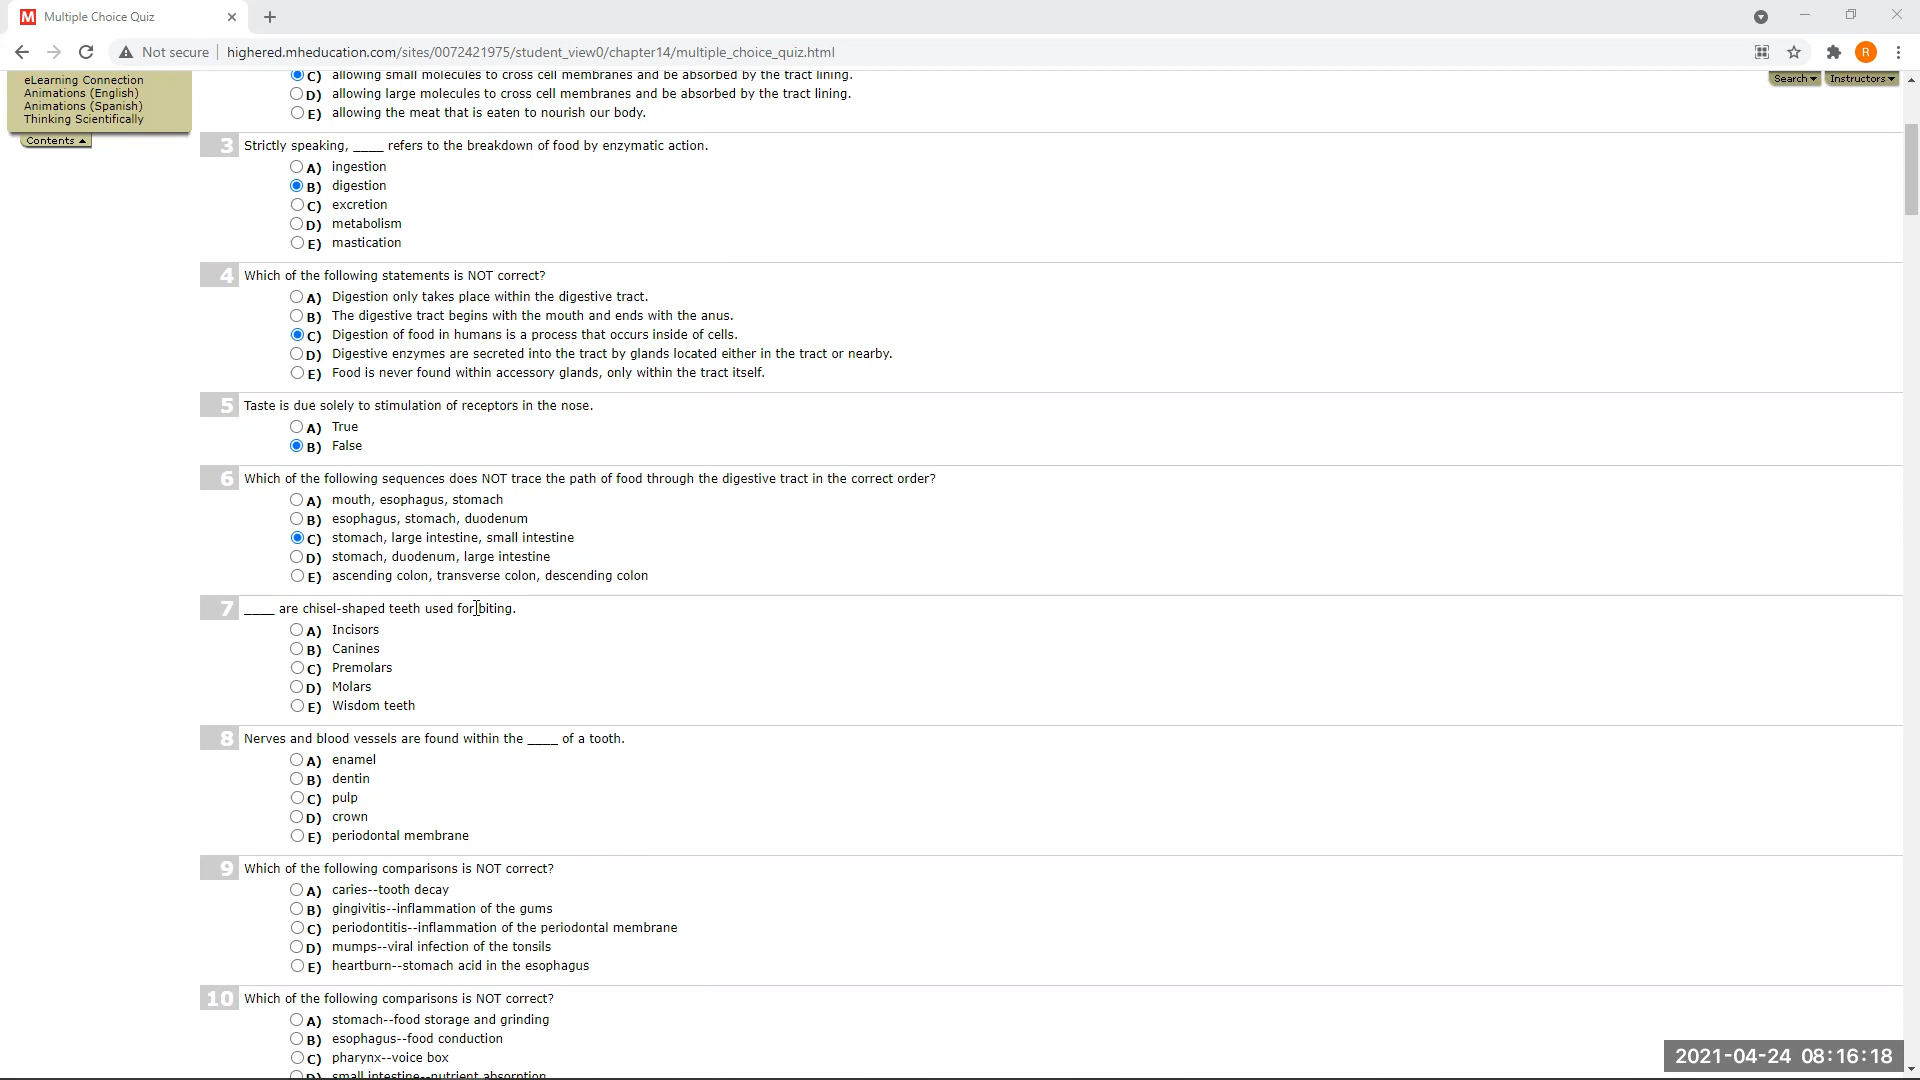 Multiple Choice Quiz
Not secure
highered.mheducation.com/sites/0072421975/student_view0/chapter14/multiple_choice_quiz.html
R
eLearning Connection
Animations (English)
Animations (Spanish)
Thinking Scientifically
Contents
Search
Instructors
C) allowing small molecules to cross cell membranes and be absorbed by the tract lining.
D) allowing large molecules to cross cell membranes and be absorbed by the tract lining.
E) allowing the meat that is eaten to nourish our body.
3 Strictly speaking, ____ refers to the breakdown of food by enzymatic action.
A) ingestion
B) digestion
C) excretion
D) metabolism
E) mastication
4 Which of the following statements is NOT correct?
A) Digestion only takes place within the digestive tract.
B) The digestive tract begins with the mouth and ends with the anus.
C) Digestion of food in humans is a process that occurs inside of cells.
D) Digestive enzymes are secreted into the tract by glands located either in the tract or nearby.
E) Food is never found within accessory glands, only within the tract itself.
5 Taste is due solely to stimulation of receptors in the nose.
A) True
B) False
6 Which of the following sequences does NOT trace the path of food through the digestive tract in the correct order?
A) mouth, esophagus, stomach
B) esophagus, stomach, duodenum
C) stomach, large intestine, small intestine
D) stomach, duodenum, large intestine
E) ascending colon, transverse colon, descending colon
7 ____ are chisel-shaped teeth used for biting.
A) Incisors
B) Canines
C) Premolars
D) Molars
E) Wisdom teeth
8 Nerves and blood vessels are found within the ____ of a tooth.
A) enamel
B) dentin
C) pulp
D) crown
E) periodontal membrane
9 Which of the following comparisons is NOT correct?
A) caries--tooth decay
B) gingivitis--inflammation of the gums
C) periodontitis--inflammation of the periodontal membrane
D) mumps--viral infection of the tonsils
E) heartburn--stomach acid in the esophagus
10 Which of the following comparisons is NOT correct?
A) stomach--food storage and grinding
B) esophagus--food conduction
C) pharynx--voice box
D) small intestine--nutrient absorption
2021-04-24 08:16:18